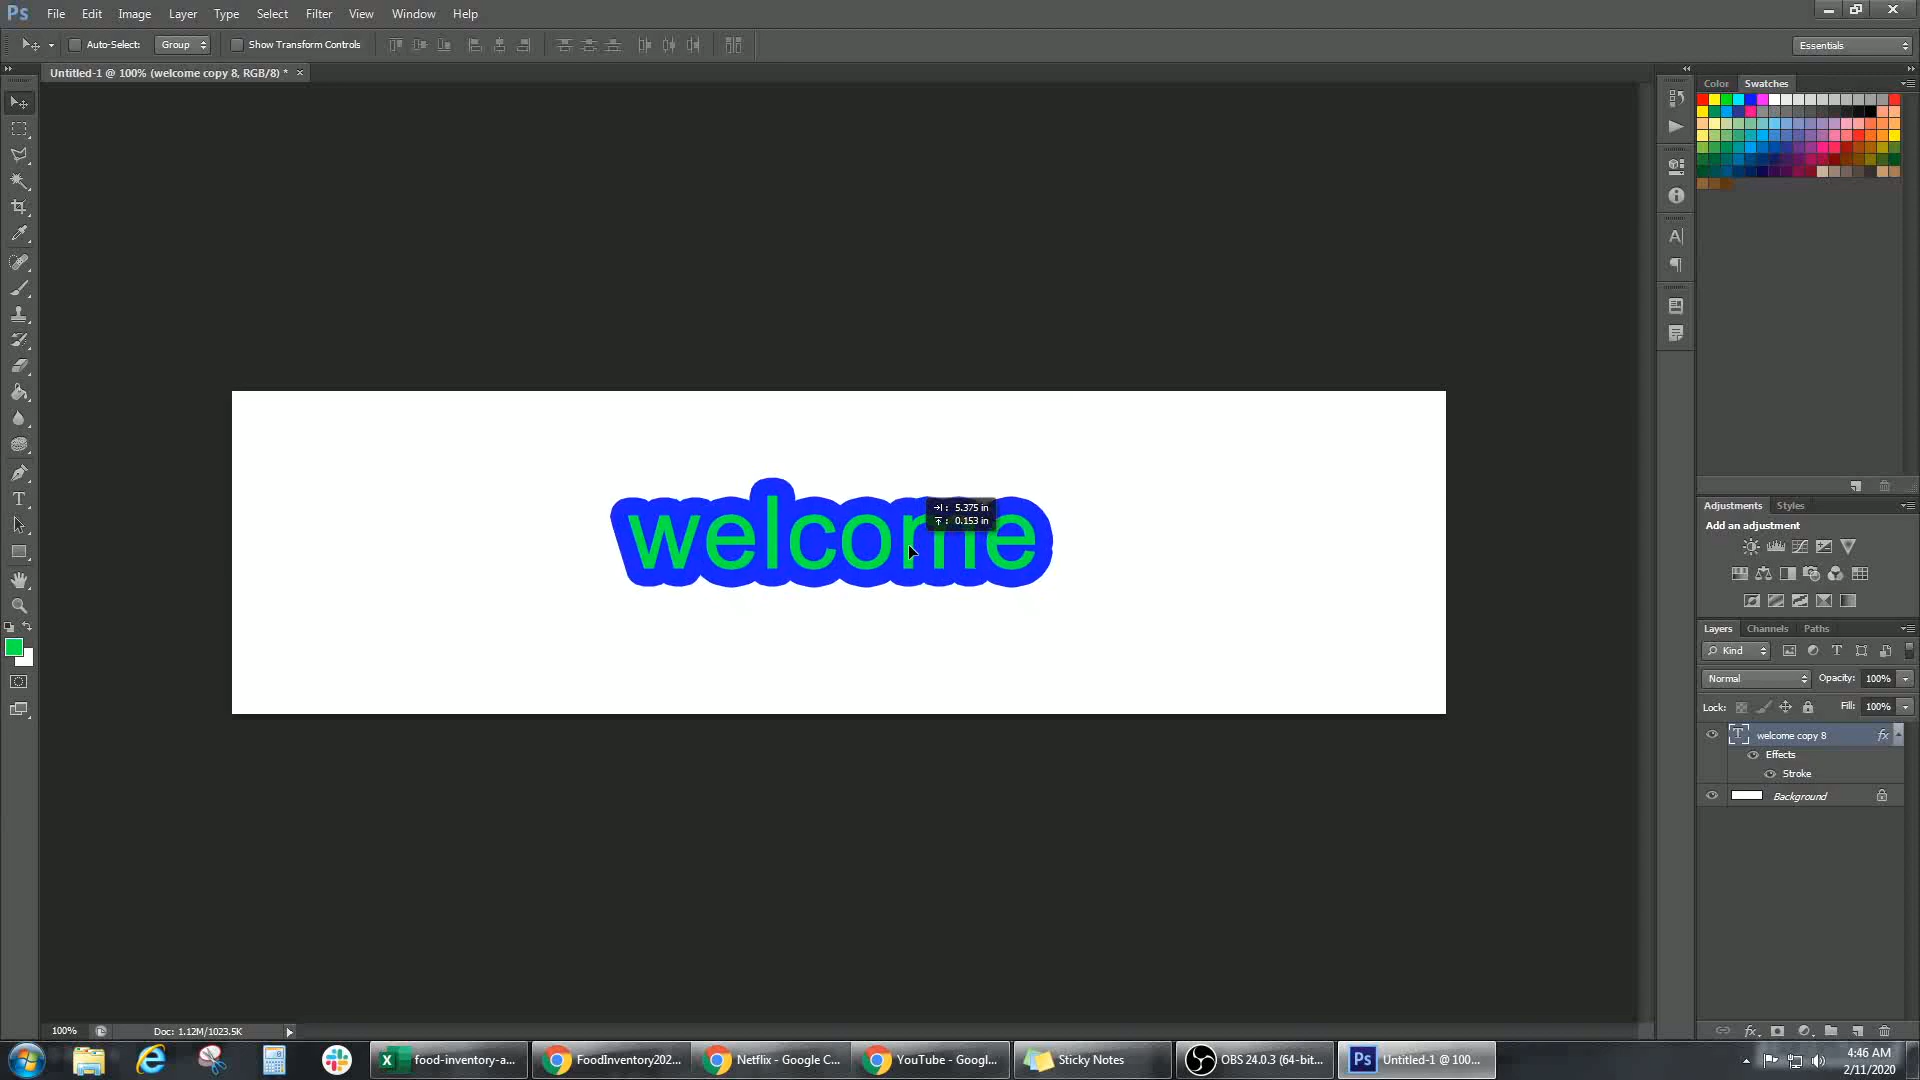 Ps File Edit Image Layer Type Select Filter View Window Help
Auto-Select: Group Show Transform Controls Essentials
Untitled-1 @ 100% (welcome copy 8, RGB/8) * ×
Color Swatches
welcome
5.375 in
0.153 in
Adjustments Styles
Add an adjustment
Layers Channels Paths
Kind
Normal Opacity: 100%
Lock: Fill: 100%
welcome copy 8 fx
Effects
Stroke
Background
100% Doc: 1.12M/1023.5K
food-inventory-a... FoodInventory202... Netflix - Google C... YouTube - Googl... Sticky Notes OBS 24.0.3 (64-bit... Ps Untitled-1 @ 100...
4:46 AM
2/11/2020